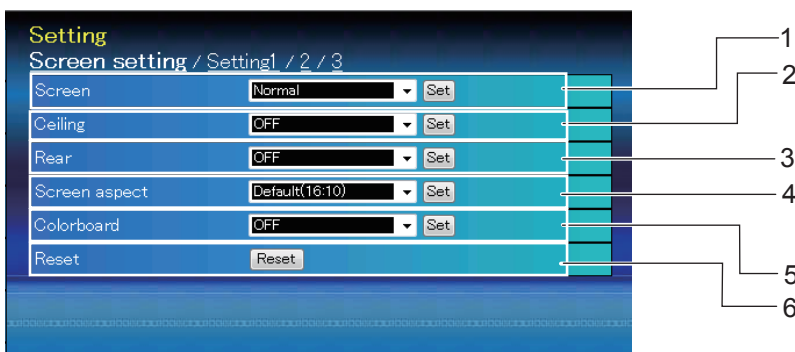 Setting
Screen setting / Setting1 / 2 / 3
Screen Normal Set 1
Ceiling OFF Set 2
Rear OFF Set 3
Screen aspect Default(16:10) Set 4
Colorboard OFF Set 5
Reset Reset 6